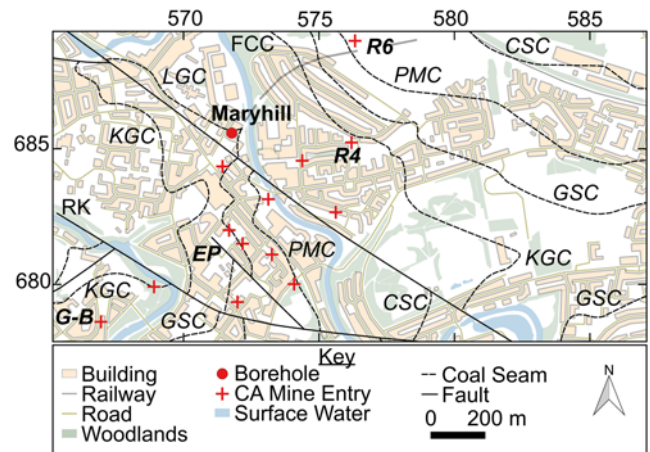 570 575 580 585
FCC R6 CSC
LGC PMC
Maryhill
685
KGC R4
GSC
RK
EP PMC KGC
680
KGC CSC GSC
G-B GSC
Key
Building Borehole Coal Seam N
Railway CA Mine Entry Fault
Road Surface Water 0 200 m
Woodlands